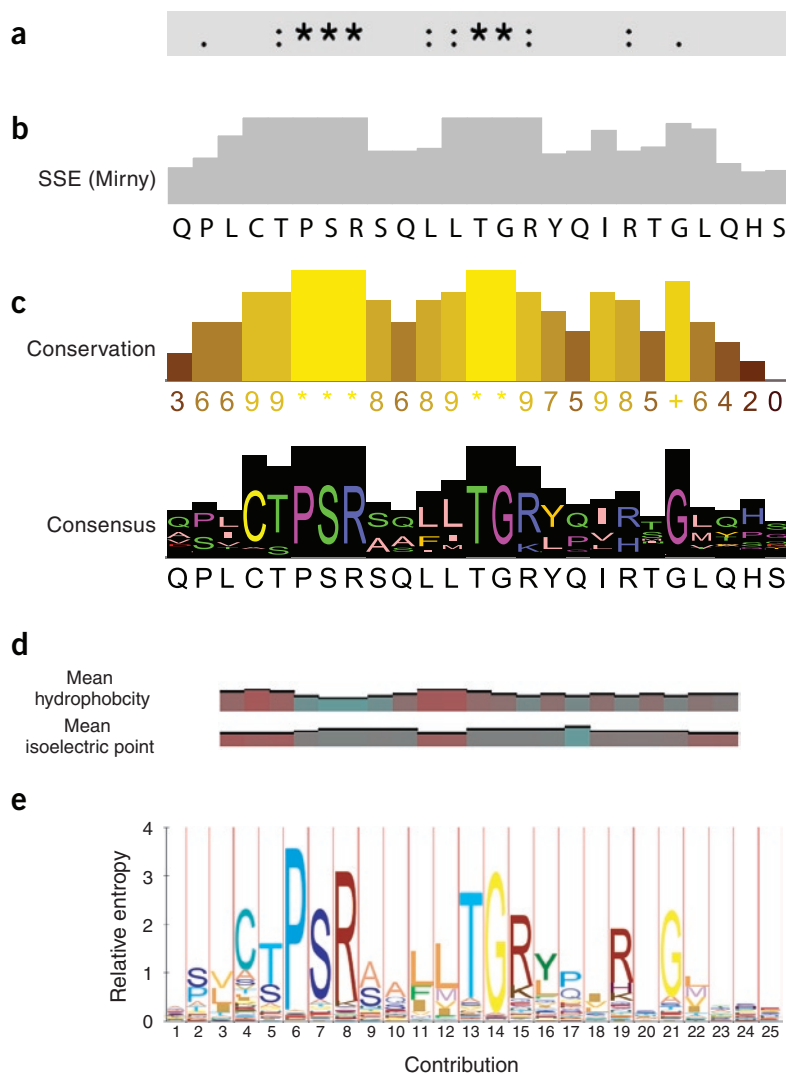 a
. : * * * : : * * : : .
b
SSE (Mirny)
Q P L C T P S R S Q L L T G R Y Q I R T G L Q H S
c
Conservation
3 6 6 9 9 * * * 8 6 8 9 * * 9 7 5 9 8 5 + 6 4 2 0
Consensus
Q P L C T P S R S Q L L T G R Y Q I R T G L Q H S
Q P L C T P S R S Q L L T G R Y Q I R T G L Q H S
d
Mean
hydrophobcity
Mean
isoelectric point
e
Relative entropy
4
3
2
1
0
C T P S R A A L L T G R Y P R G L
1 2 3 4 5 6 7 8 9 10 11 12 13 14 15 16 17 18 19 20 21 22 23 24 25
Contribution